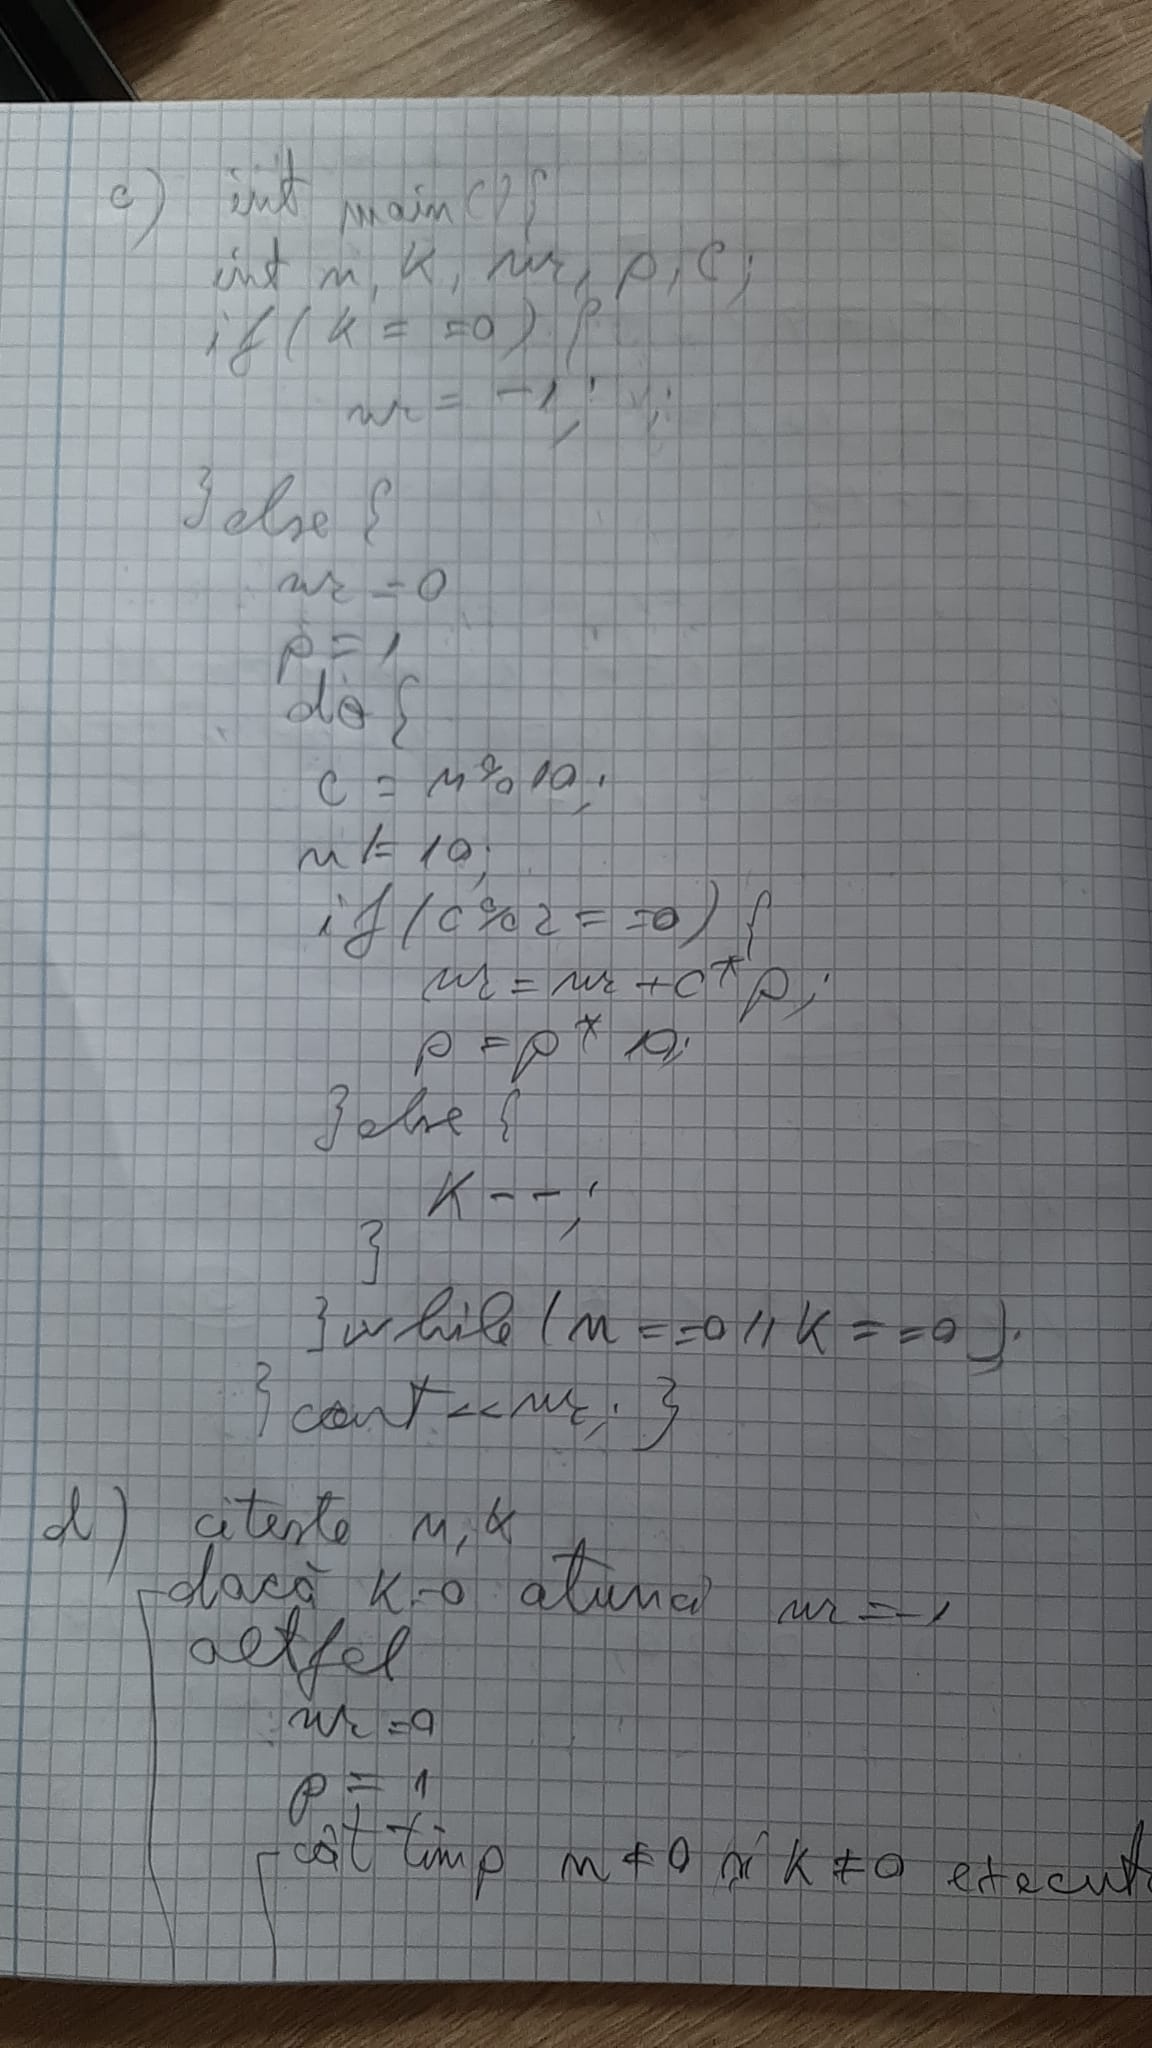 c) int main(){
int n, k, nr, p, c;
if(k==0){
nr = -1;
} else {
nr = 0
p = 1
do {
c = n%10;
n /= 10;
if(c%2==0) {
nr = nr + c*p;
p = p * 10;
} else {
k--;
}
} while (n==0 || k==0);
} cout << nr; }
d) citește n, k
dacă k=0 atunci nr=-1
altfel
nr = 0
p = 1
cât timp n≠0 și k≠0 execut